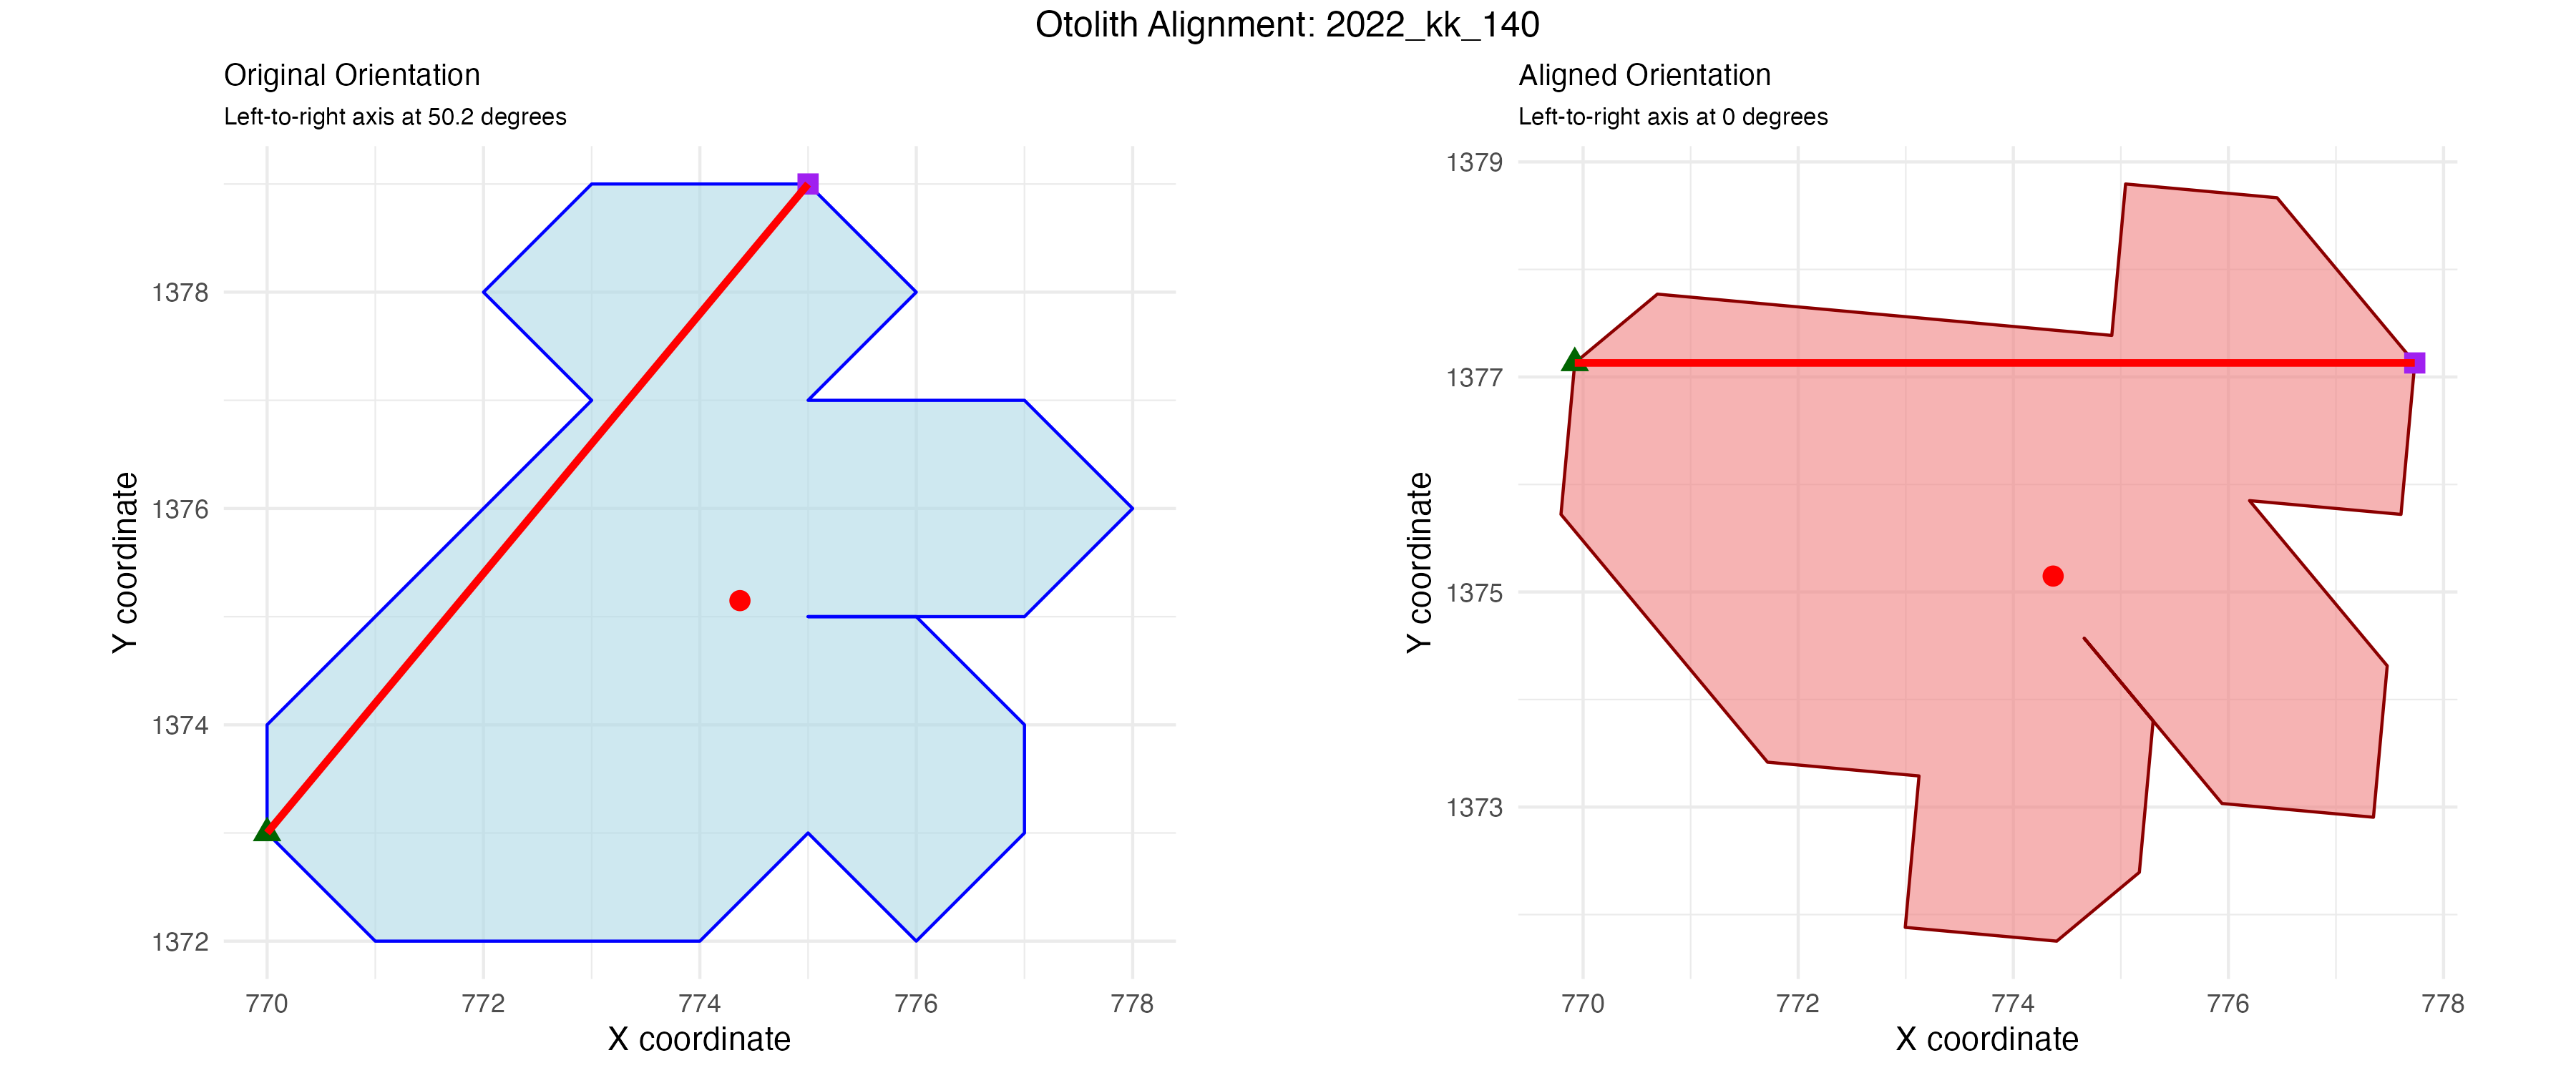 Otolith Alignment: 2022_kk_140
Original Orientation
Left-to-right axis at 50.2 degrees
1378
1376
1374
1372
Y coordinate
770 772 774 776 778
X coordinate
Aligned Orientation
Left-to-right axis at 0 degrees
1379
1377
1375
1373
Y coordinate
770 772 774 776 778
X coordinate